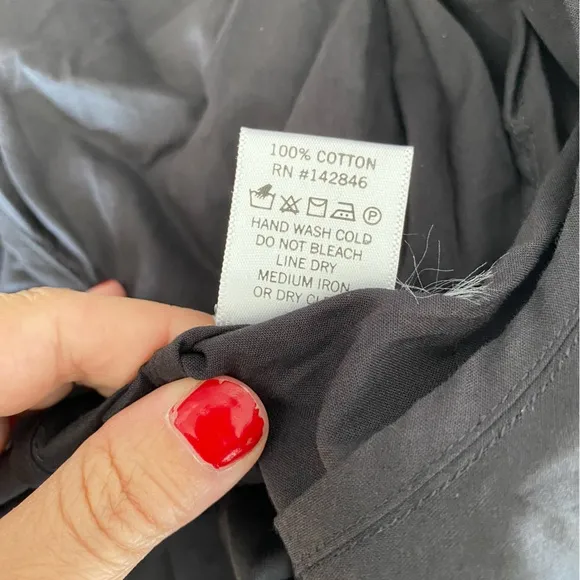 100% COTTON
RN #142846
P
HAND WASH COLD
DO NOT BLEACH
LINE DRY
MEDIUM IRON
OR DRY